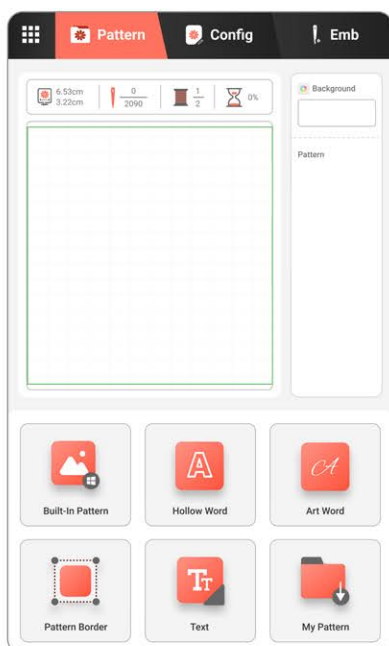 Pattern
Config
Emb
6.53cm
3.22cm
0
2090
1
2
0%
Background
Pattern
Built-In Pattern
A
Hollow Word
A
Art Word
Pattern Border
TT
Text
My Pattern